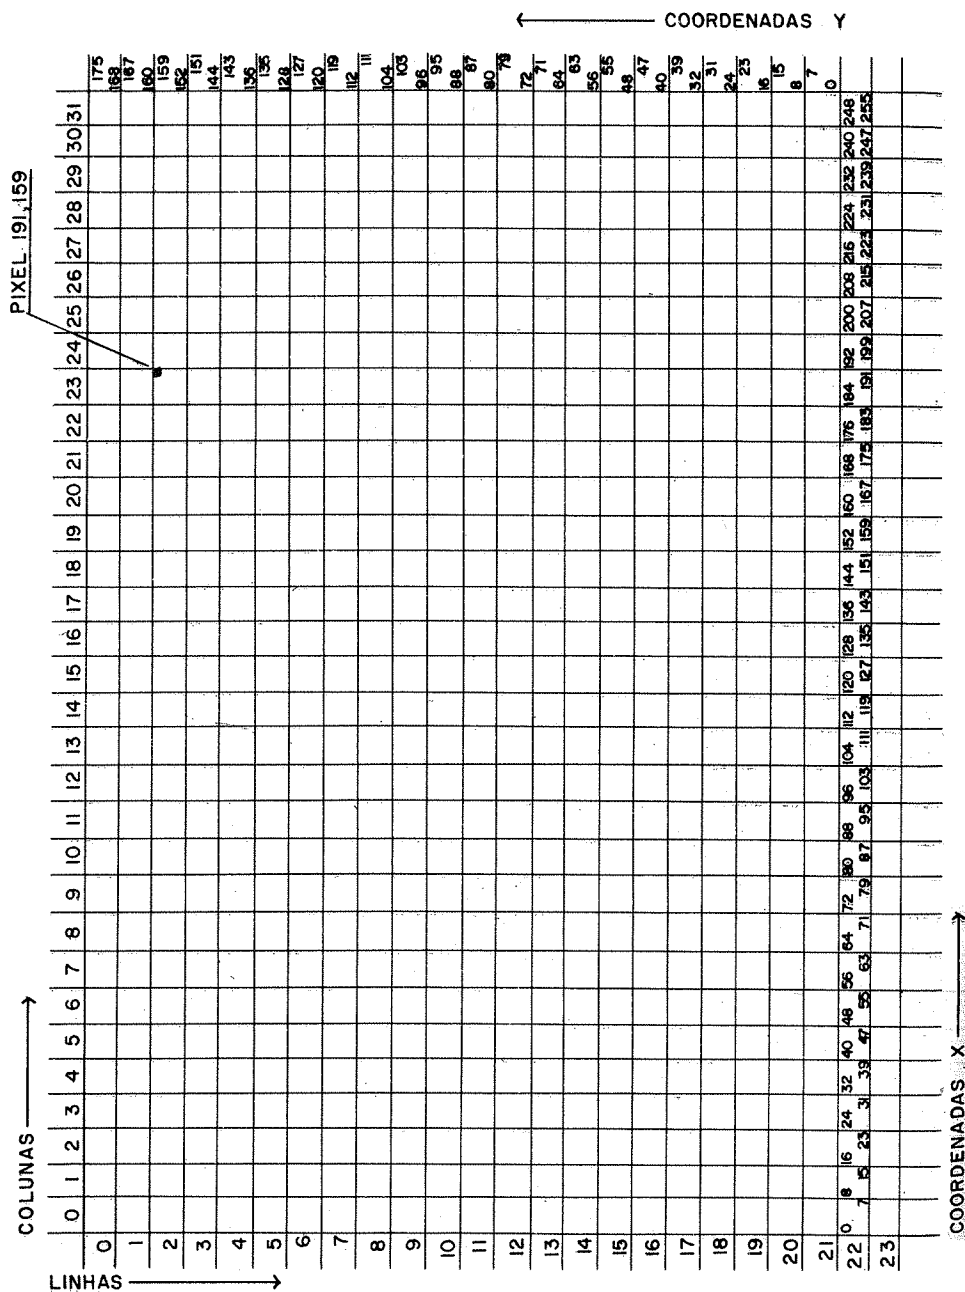 COORDENADAS Y
PIXEL 191,159
COLUNAS
0 1 2 3 4 5 6 7 8 9 10 11 12 13 14 15 16 17 18 19 20 21 22 23 24 25 26 27 28 29 30 31
175 168 167 160 159 152 151 144 143 136 135 128 127 120 119 112 111 104 103 96 95 88 87 80 79 72 71 64 63 56 55 48 47 40 39 32 31 24 23 16 15 8 7 0
LINHAS
0 1 2 3 4 5 6 7 8 9 10 11 12 13 14 15 16 17 18 19 20 21 22 23
0 8 16 24 32 40 48 56 64 72 80 88 96 104 112 120 128 136 144 152 160 168 176 184 192 200 208 216 224 232 240 248
7 15 23 31 39 47 55 63 71 79 87 95 103 111 119 127 135 143 151 159 167 175 183 191 199 207 215 223 231 239 247 255
COORDENADAS X